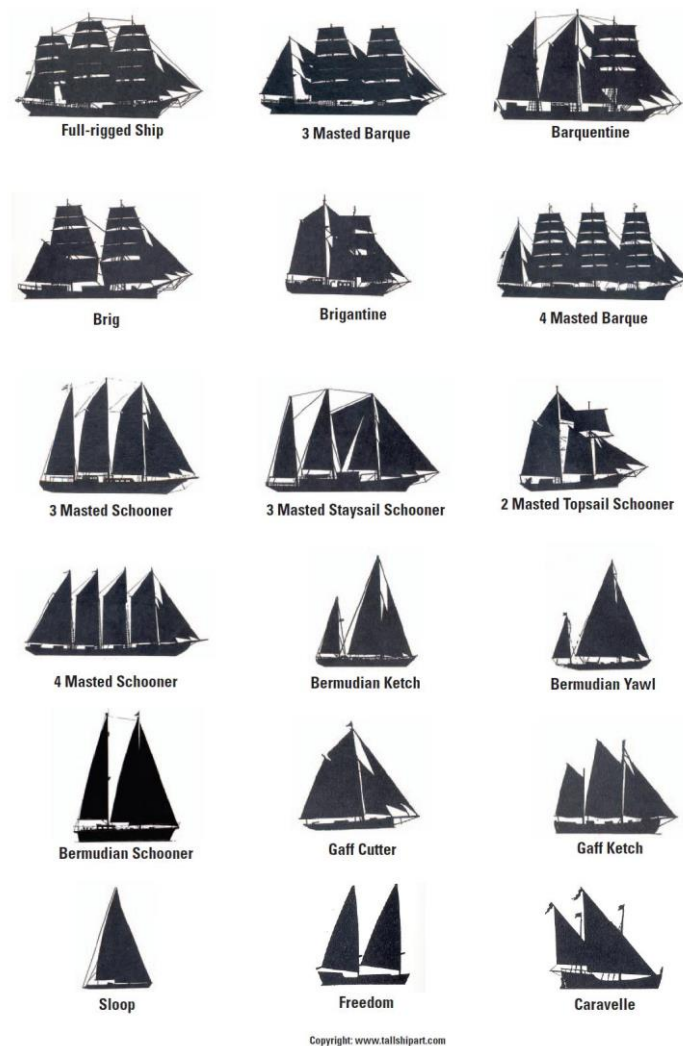 Full-rigged Ship
3 Masted Barque
Barquentine
Brig
Brigantine
4 Masted Barque
3 Masted Schooner
3 Masted Staysail Schooner
2 Masted Topsail Schooner
4 Masted Schooner
Bermudian Ketch
Bermudian Yawl
Bermudian Schooner
Gaff Cutter
Gaff Ketch
Sloop
Freedom
Caravelle
Copyright: www.tallshipart.com